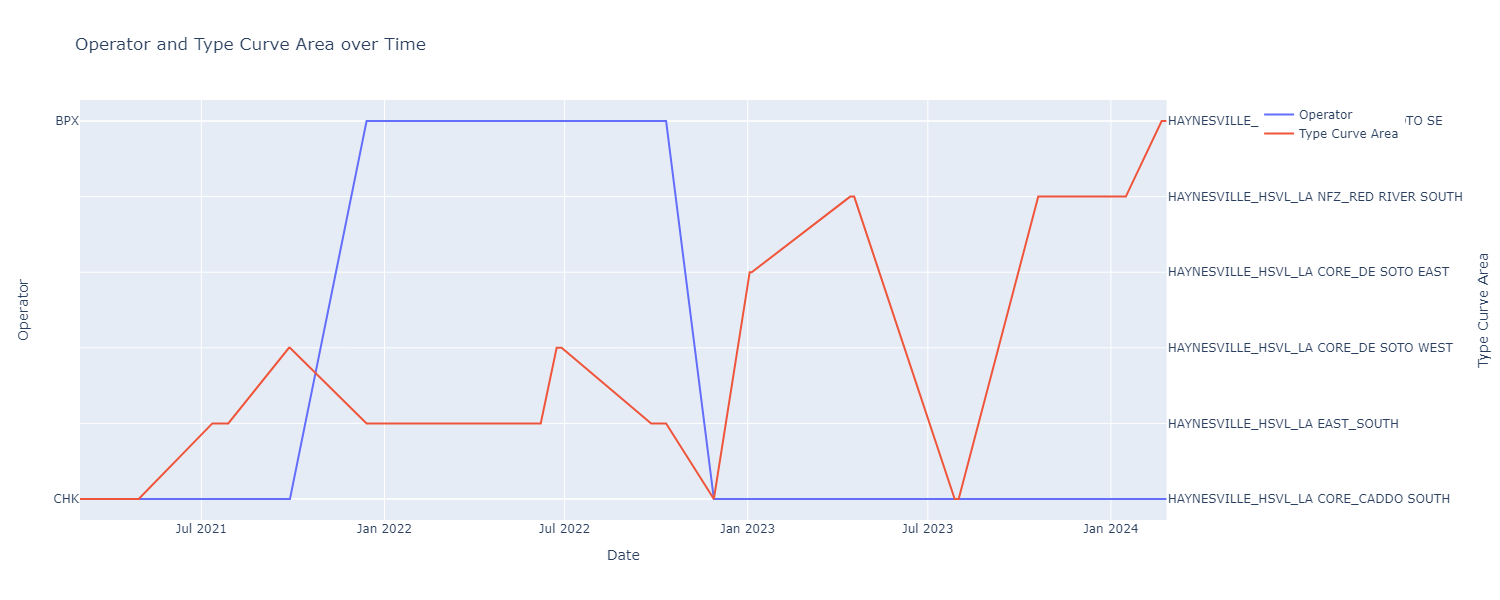 Operator and Type Curve Area over Time
BPX
CHK
Operator
Jul 2021
Jan 2022
Jul 2022
Jan 2023
Jul 2023
Jan 2024
Date
HAYNESVILLE_ OTO SE
HAYNESVILLE_HSVL_LA NFZ_RED RIVER SOUTH
HAYNESVILLE_HSVL_LA CORE_DE SOTO EAST
HAYNESVILLE_HSVL_LA CORE_DE SOTO WEST
HAYNESVILLE_HSVL_LA EAST_SOUTH
HAYNESVILLE_HSVL_LA CORE_CADDO SOUTH
Type Curve Area
Operator
Type Curve Area